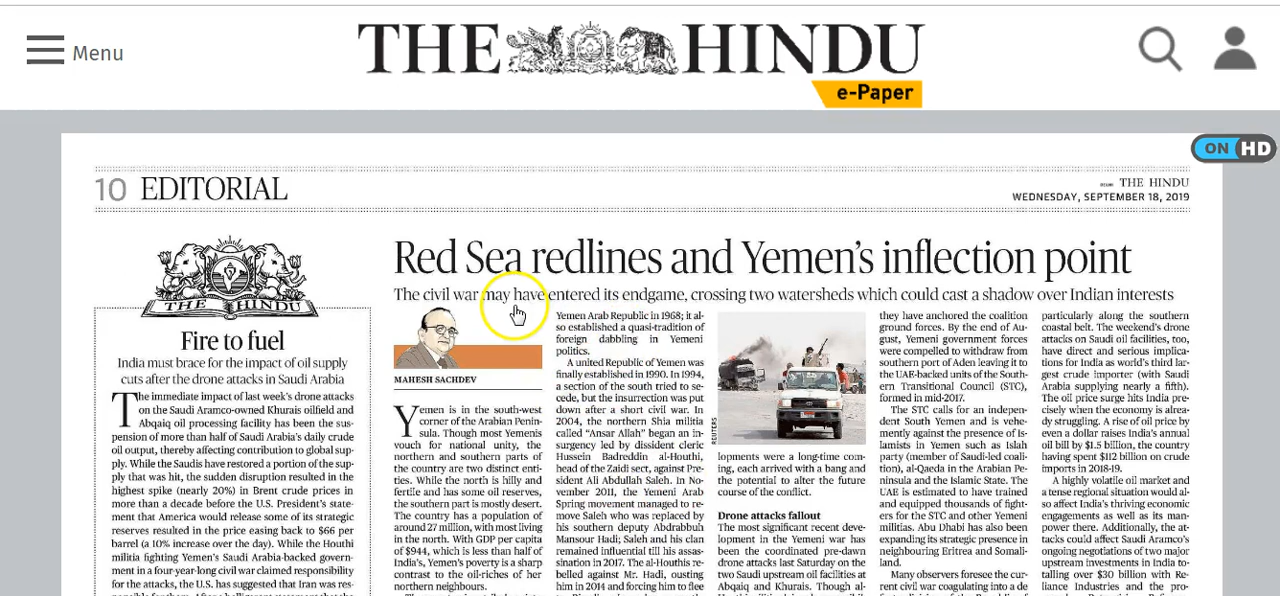 Menu
THE HINDU
e-Paper
ON HD
10 EDITORIAL
THE HINDU
WEDNESDAY, SEPTEMBER 18, 2019
THE HINDU
Fire to fuel
India must brace for the impact of oil supply
cuts after the drone attacks in Saudi Arabia
The immediate impact of last week's drone attacks
on the Saudi Aramco-owned Khurais oilfield and
Abqaiq oil processing facility has been the sus-
pension of more than half of Saudi Arabia's daily crude
oil output, thereby affecting contribution to global sup-
ply. While the Saudis have restored a portion of the sup-
ply that was hit, the sudden disruption resulted in the
highest spike (nearly 20%) in Brent crude prices in
more than a decade before the U.S. President's state-
ment that America would release some of its strategic
reserves resulted in the price easing back to $66 per
barrel (a 10% increase over the day). While the Houthi
militia fighting Yemen's Saudi Arabia-backed govern-
ment in a four-year-long civil war claimed responsibility
for the attacks, the U.S. has suggested that Iran was res-
Red Sea redlines and Yemen's inflection point
The civil war may have entered its endgame, crossing two watersheds which could cast a shadow over Indian interests
MAHESH SACHDEV
Yemen is in the south-west
corner of the Arabian Penin-
sula. Though most Yemenis
vouch for national unity, the
northern and southern parts of
the country are two distinct enti-
ties. While the north is hilly and
fertile and has some oil reserves,
the southern part is mostly desert.
The country has a population of
around 27 million, with most living
in the north. With GDP per capita
of $944, which is less than half of
India's, Yemen's poverty is a sharp
contrast to the oil-riches of her
northern neighbours.
Yemen Arab Republic in 1968; it al-
so established a quasi-tradition of
foreign dabbling in Yemeni
politics.
A united Republic of Yemen was
finally established in 1990. In 1994,
a section of the south tried to se-
cede, but the insurrection was put
down after a short civil war. In
2004, the northern Shia militia
called "Ansar Allah" began an in-
surgency led by dissident cleric
Hussein Badreddin al-Houthi,
head of the Zaidi sect, against Pre-
sident Ali Abdullah Saleh. In No-
vember 2011, the Yemeni Arab
Spring movement managed to re-
move Saleh who was replaced by
his southern deputy Abdrabbuh
Mansour Hadi; Saleh and his clan
remained influential till his assas-
sination in 2017. The al-Houthis re-
belled against Mr. Hadi, ousting
him in 2014 and forcing him to flee
REUTERS
lopments were a long-time com-
ing, each arrived with a bang and
the potential to alter the future
course of the conflict.
Drone attacks fallout
The most significant recent deve-
lopment in the Yemeni war has
been the coordinated pre-dawn
drone attacks last Saturday on the
two Saudi upstream oil facilities at
Abqaiq and Khurais. Though al-
they have anchored the coalition
ground forces. By the end of Au-
gust, Yemeni government forces
were compelled to withdraw from
southern port of Aden leaving it to
the UAE-backed units of the South-
ern Transitional Council (STC),
formed in mid-2017.
The STC calls for an indepen-
dent South Yemen and is vehe-
mently against the presence of Is-
lamists in Yemen such as Islah
party (member of Saudi-led coali-
tion), al-Qaeda in the Arabian Pe-
ninsula and the Islamic State. The
UAE is estimated to have trained
and equipped thousands of figh-
ters for the STC and other Yemeni
militias. Abu Dhabi has also been
expanding its strategic presence in
neighbouring Eritrea and Somali-
land.
Many observers foresee the cur-
rent civil war coagulating into a de
particularly along the southern
coastal belt. The weekend's drone
attacks on Saudi oil facilities, too,
have direct and serious implica-
tions for India as world's third lar-
gest crude importer (with Saudi
Arabia supplying nearly a fifth).
The oil price surge hits India pre-
cisely when the economy is alrea-
dy struggling. A rise of oil price by
even a dollar raises India's annual
oil bill by $1.5 billion, the country
having spent $112 billion on crude
imports in 2018-19.
A highly volatile oil market and
a tense regional situation would al-
so affect India's thriving economic
engagements as well as its man-
power there. Additionally, the at-
tacks could affect Saudi Aramco's
ongoing negotiations of two major
upstream investments in India to-
talling over $30 billion with Re-
liance Industries and the pro-